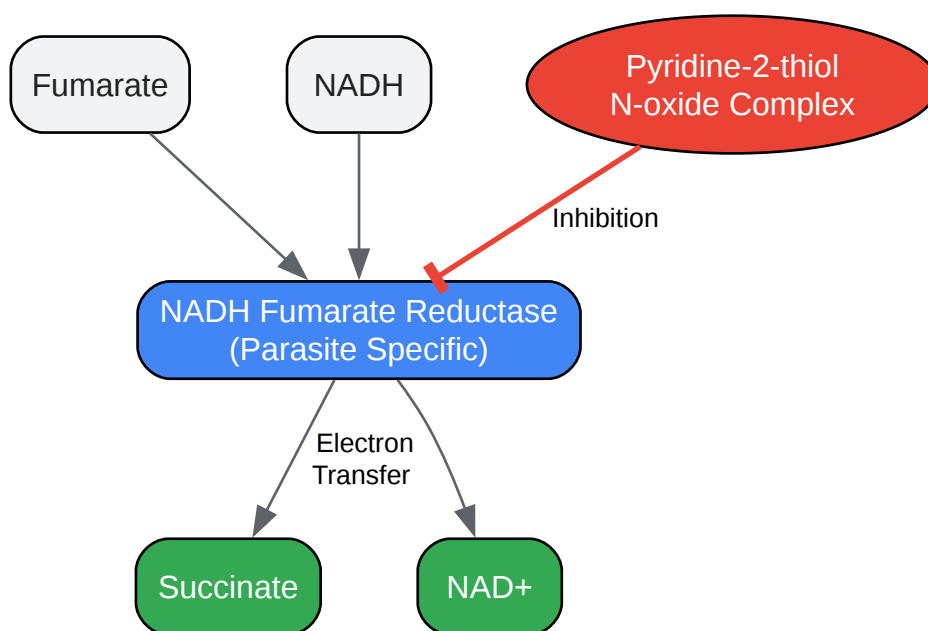 Fumarate
NADH
Pyridine-2-thiol
N-oxide Complex
Inhibition
NADH Fumarate Reductase
(Parasite Specific)
Electron
Transfer
Succinate
NAD+